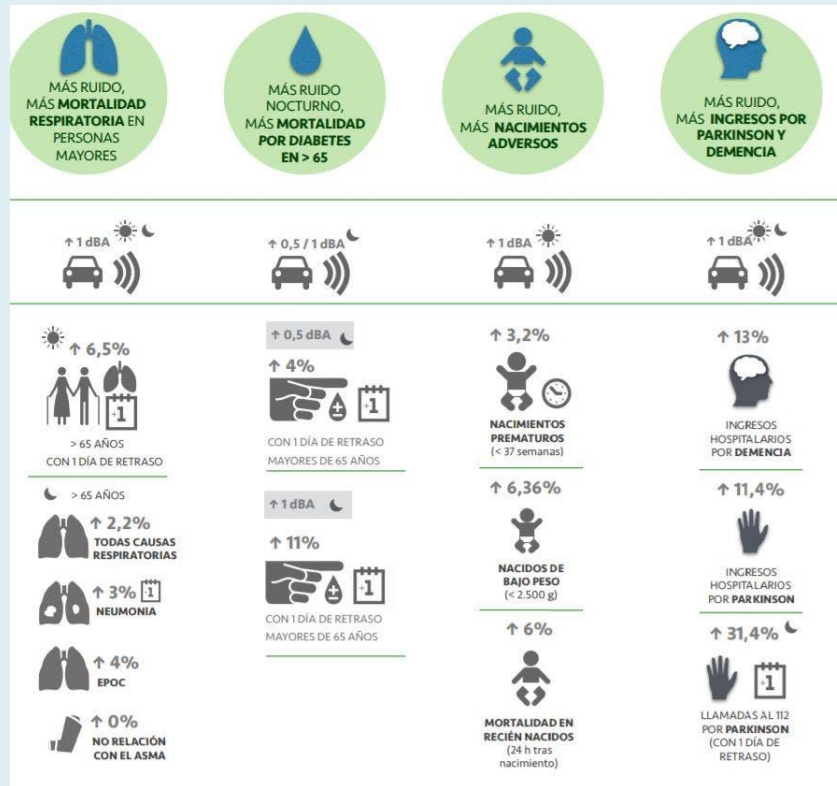 MÁS RUIDO,
MÁS MORTALIDAD
RESPIRATORIA EN
PERSONAS
MAYORES
MÁS RUIDO
NOCTURNO,
MÁS MORTALIDAD
POR DIABETES
EN > 65
MÁS RUIDO,
MÁS NACIMIENTOS
ADVERSOS
MÁS RUIDO,
MÁS INGRESOS POR
PARKINSON Y
DEMENCIA
↑ 1 dBA
↑ 0,5 / 1 dBA
↑ 1 dBA
↑ 1 dBA
↑ 6,5%
+1
> 65 AÑOS
CON 1 DÍA DE RETRASO
> 65 AÑOS
↑ 2,2%
TODAS CAUSAS
RESPIRATORIAS
↑ 3% +1
NEUMONIA
↑ 4%
EPOC
↑ 0%
NO RELACIÓN
CON EL ASMA
↑ 0,5 dBA
↑ 4%
+1
CON 1 DÍA DE RETRASO
MAYORES DE 65 AÑOS
↑ 1 dBA
↑ 11%
+1
CON 1 DÍA DE RETRASO
MAYORES DE 65 AÑOS
↑ 3,2%
NACIMIENTOS
PREMATUROS
(< 37 semanas)
↑ 6,36%
NACIDOS DE
BAJO PESO
(< 2.500 g)
↑ 6%
MORTALIDAD EN
RECIÉN NACIDOS
(24 h tras
nacimiento)
↑ 13%
INGRESOS
HOSPITALARIOS
POR DEMENCIA
↑ 11,4%
INGRESOS
HOSPITALARIOS
POR PARKINSON
↑ 31,4%
+1
LLAMADAS AL 112
POR PARKINSON
(CON 1 DÍA DE
RETRASO)